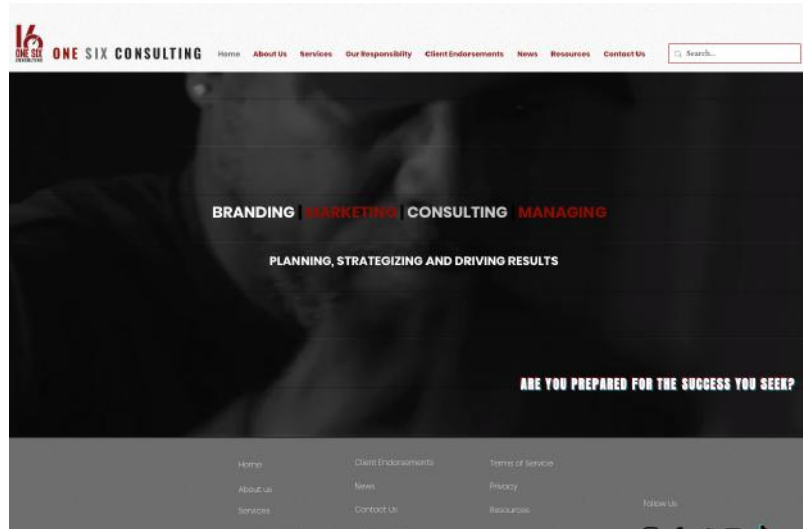 16
ONE SIX
CONSULTING
ONE SIX CONSULTING
Home About Us Services Our Responsibility Client Endorsements News Resources Contact Us Search...
BRANDING | MARKETING | CONSULTING | MANAGING
PLANNING, STRATEGIZING AND DRIVING RESULTS
ARE YOU PREPARED FOR THE SUCCESS YOU SEEK?
Home Client Endorsements Terms of Service
About us News Privacy
Services Contact Us Resources
Follow Us